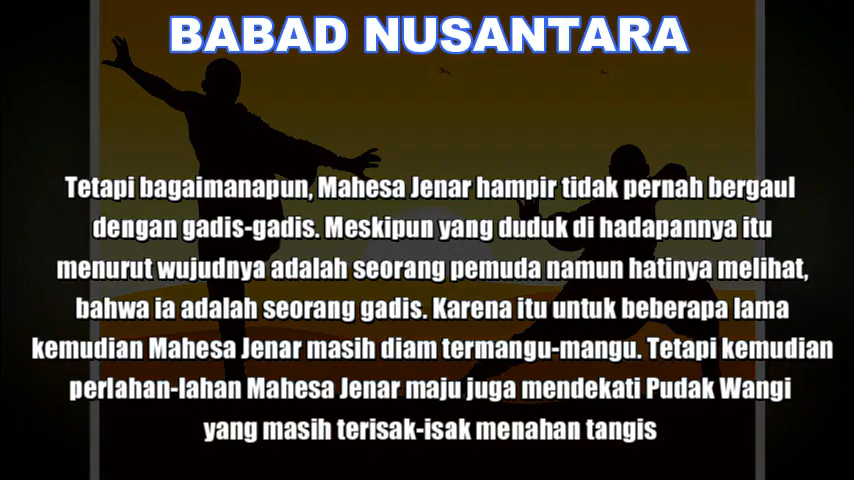 BABAD NUSANTARA
Tetapi bagaimanapun, Mahesa Jenar hampir tidak pernah bergaul
dengan gadis-gadis. Meskipun yang duduk di hadapannya itu
menurut wujudnya adalah seorang pemuda namun hatinya melihat,
bahwa ia adalah seorang gadis. Karena itu untuk beberapa lama
kemudian Mahesa Jenar masih diam termangu-mangu. Tetapi kemudian
perlahan-lahan Mahesa Jenar maju juga mendekati Pudak Wangi
yang masih terisak-isak menahan tangis